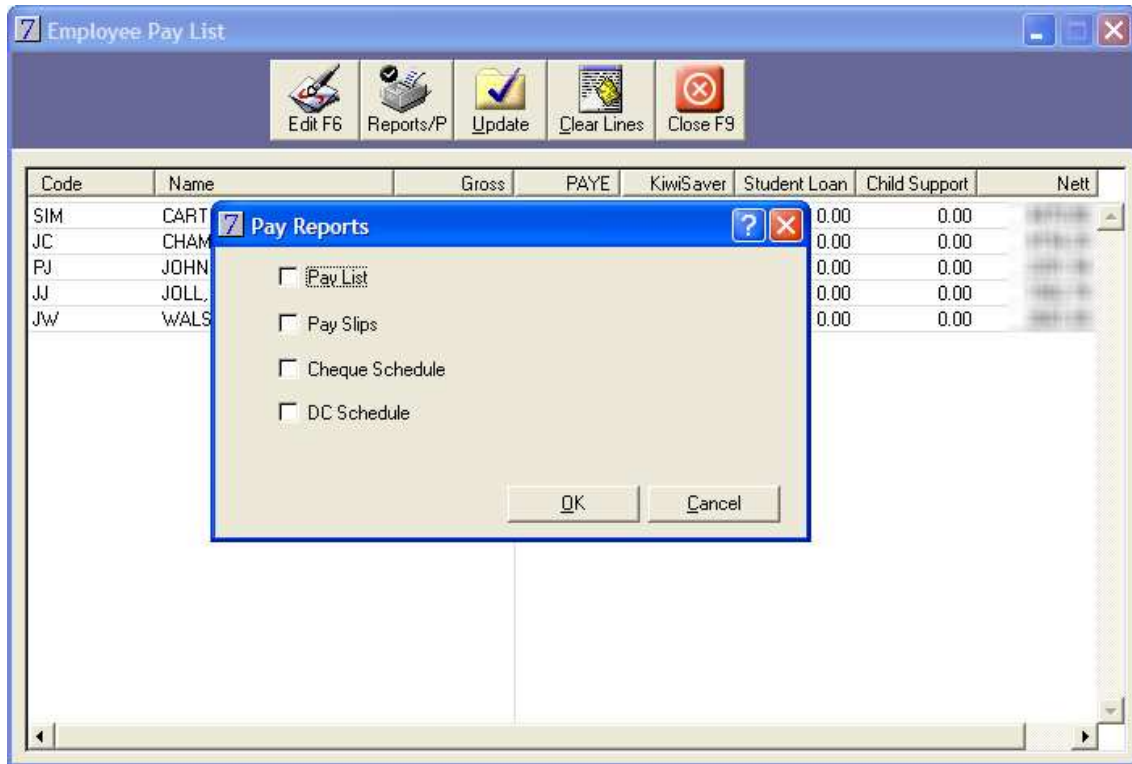 7 Employee Pay List
Edit F6 Reports/P Update Clear Lines Close F9
Code Name Gross PAYE KiwiSaver Student Loan Child Support Nett
SIM CART 0.00 0.00
JC CHAM 0.00 0.00
PJ JOHN 0.00 0.00
JJ JOLL, 0.00 0.00
JW WALS 0.00 0.00
7 Pay Reports ?
Pay List
Pay Slips
Cheque Schedule
DC Schedule
OK Cancel